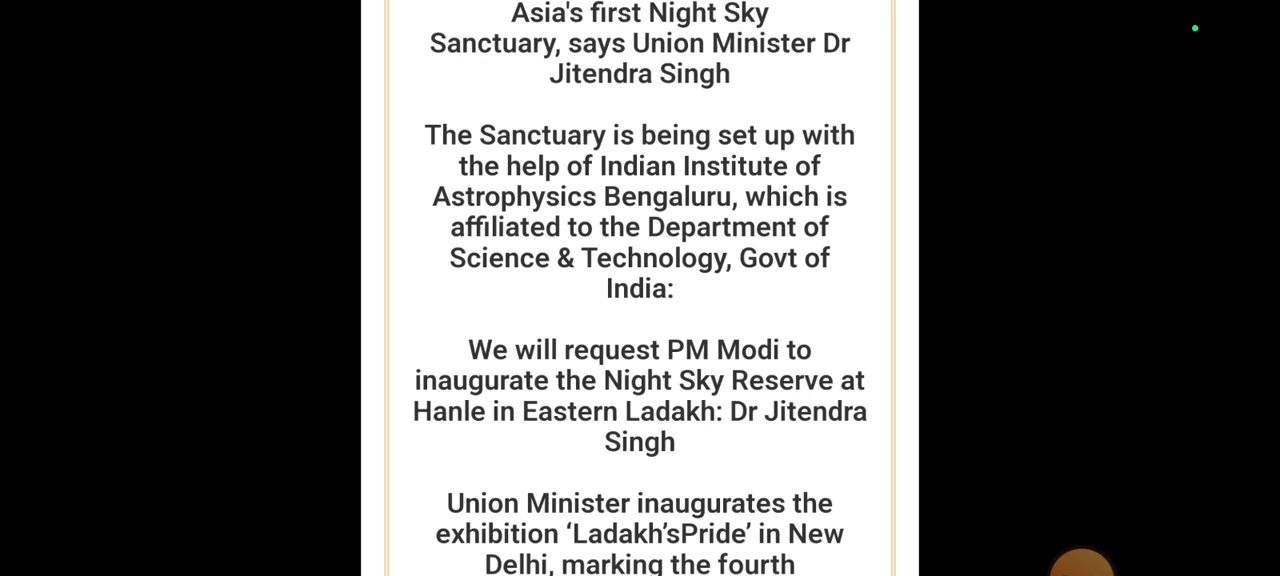 Asia's first Night Sky
Sanctuary, says Union Minister Dr
Jitendra Singh
The Sanctuary is being set up with
the help of Indian Institute of
Astrophysics Bengaluru, which is
affiliated to the Department of
Science & Technology, Govt of
India:
We will request PM Modi to
inaugurate the Night Sky Reserve at
Hanle in Eastern Ladakh: Dr Jitendra
Singh
Union Minister inaugurates the
exhibition ‘Ladakh’sPride’ in New
Delhi, marking the fourth